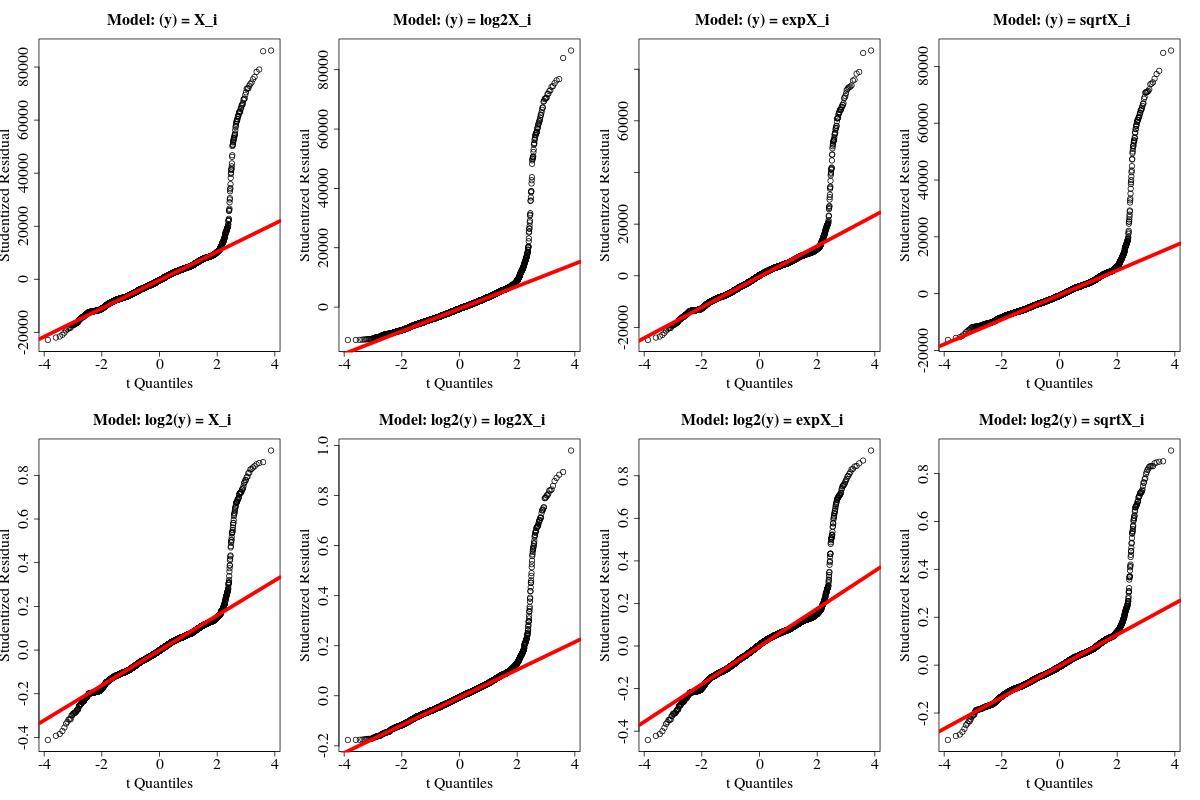 Model: (y) = X_i
Model: (y) = log2X_i
Model: (y) = expX_i
Model: (y) = sqrtX_i
Studentized Residual
-20000 0 20000 40000 60000 80000
-4 -2 0 2 4
t Quantiles
Studentized Residual
0 20000 40000 60000 80000
-4 -2 0 2 4
t Quantiles
Studentized Residual
-20000 0 20000 60000
-4 -2 0 2 4
t Quantiles
Studentized Residual
-20000 0 20000 40000 60000 80000
-4 -2 0 2 4
t Quantiles
Model: log2(y) = X_i
Model: log2(y) = log2X_i
Model: log2(y) = expX_i
Model: log2(y) = sqrtX_i
Studentized Residual
-0.4 -0.2 0.0 0.2 0.4 0.6 0.8
-4 -2 0 2 4
t Quantiles
Studentized Residual
-0.2 0.0 0.2 0.4 0.6 0.8 1.0
-4 -2 0 2 4
t Quantiles
Studentized Residual
-0.4 -0.2 0.0 0.2 0.4 0.6 0.8
-4 -2 0 2 4
t Quantiles
Studentized Residual
-0.2 0.0 0.2 0.4 0.6 0.8
-4 -2 0 2 4
t Quantiles